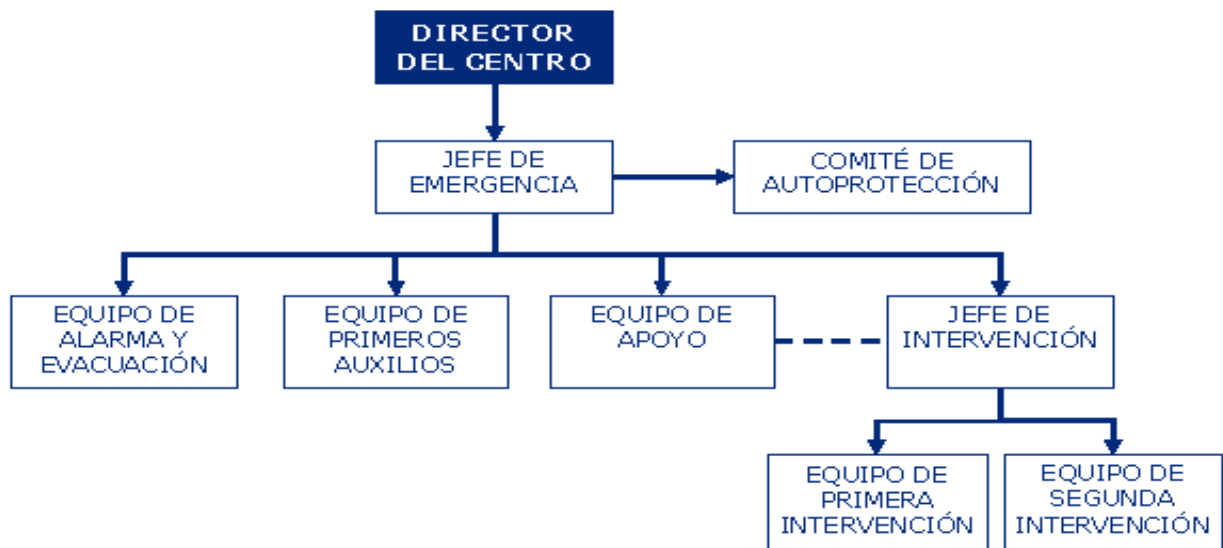 DIRECTOR
DEL CENTRO
JEFE DE
EMERGENCIA
COMITÉ DE
AUTOPROTECCIÓN
EQUIPO DE
ALARMA Y
EVACUACIÓN
EQUIPO DE
PRIMEROS
AUXILIOS
EQUIPO DE
APOYO
JEFE DE
INTERVENCIÓN
EQUIPO DE
PRIMERA
INTERVENCIÓN
EQUIPO DE
SEGUNDA
INTERVENCIÓN